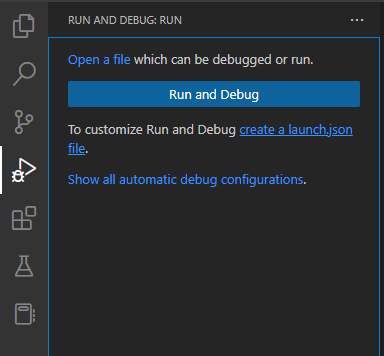 RUN AND DEBUG: RUN
Open a file which can be debugged or run.
Run and Debug
To customize Run and Debug create a launch.json
file.
Show all automatic debug configurations.